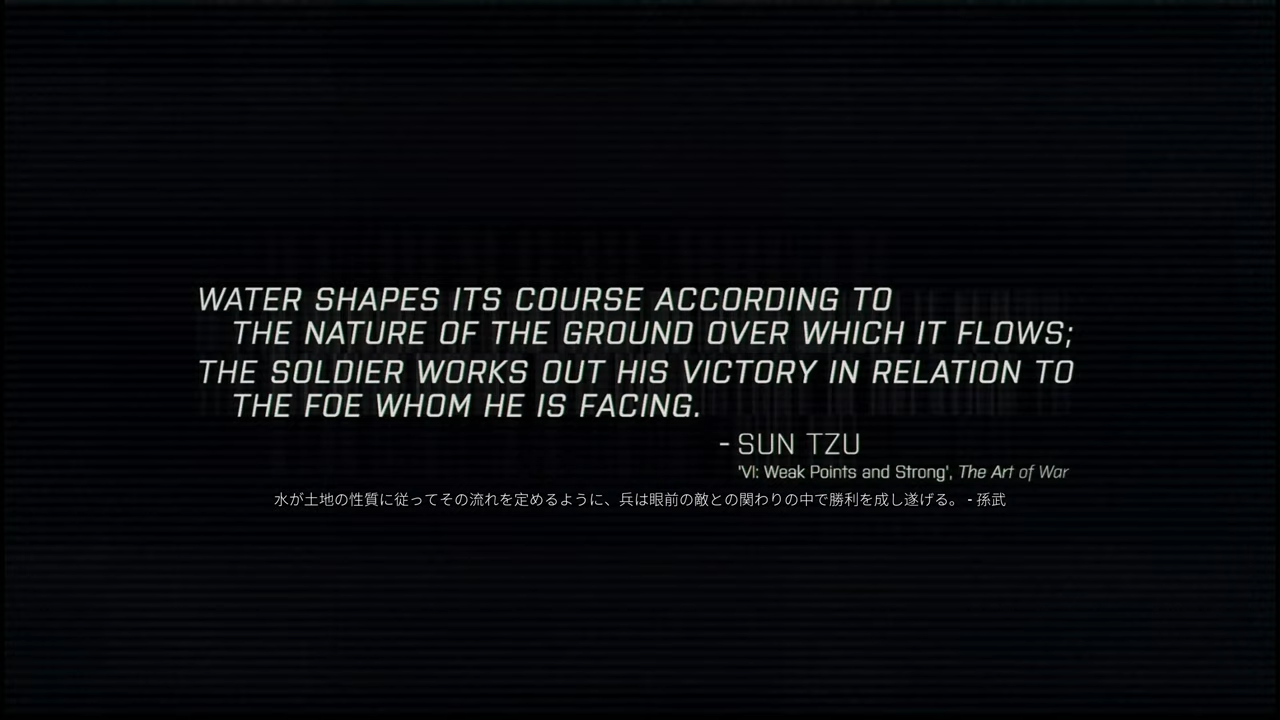 WATER SHAPES ITS COURSE ACCORDING TO
THE NATURE OF THE GROUND OVER WHICH IT FLOWS;
THE SOLDIER WORKS OUT HIS VICTORY IN RELATION TO
THE FOE WHOM HE IS FACING.
- SUN TZU
'VI: Weak Points and Strong', The Art of War
水が土地の性質に従ってその流れを定めるように、兵は眼前の敵との関わりの中で勝利を成し遂げる。 - 孫武